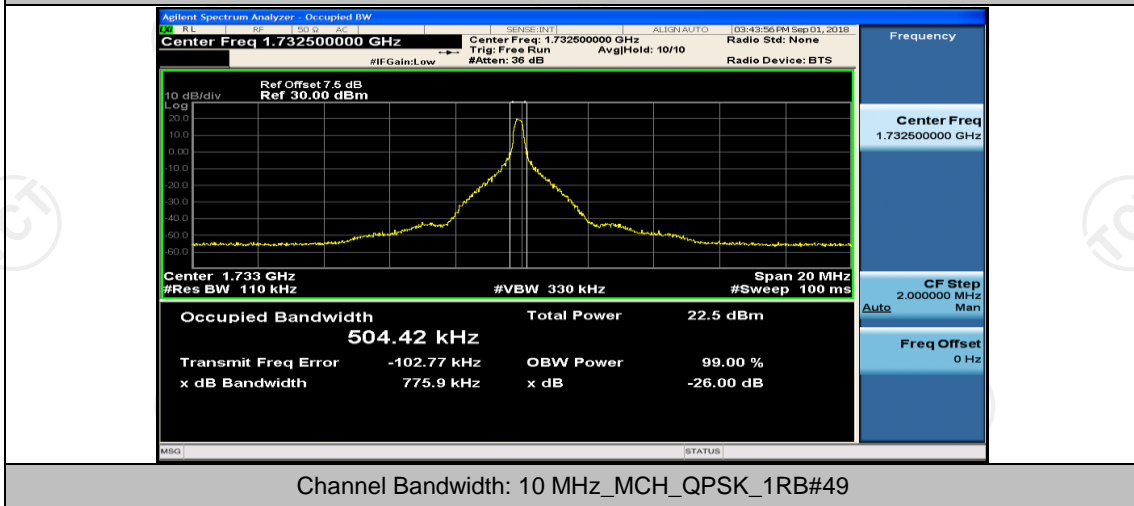 Agilent Spectrum Analyzer - Occupied BW
LXI RL RF 50 Ω AC SENSE:INT ALIGN AUTO 03:43:56 PM Sep 01, 2018
Center Freq 1.732500000 GHz
Center Freq: 1.732500000 GHz
Radio Std: None
Trig: Free Run Avg|Hold: 10/10
#IFGain:Low
#Atten: 36 dB
Radio Device: BTS
Ref Offset 7.5 dB
10 dB/div Ref 30.00 dBm
Log
20.0
10.0
0.00
-10.0
-20.0
-30.0
-40.0
-50.0
-60.0
Center 1.733 GHz
Span 20 MHz
#Res BW 110 kHz
#VBW 330 kHz
#Sweep 100 ms
Occupied Bandwidth
Total Power 22.5 dBm
504.42 kHz
Transmit Freq Error -102.77 kHz
OBW Power 99.00 %
x dB Bandwidth 775.9 kHz
x dB -26.00 dB
MSG
STATUS
Frequency
Center Freq
1.732500000 GHz
CF Step
2.000000 MHz
Auto Man
Freq Offset
0 Hz
TCT
TCT
Channel Bandwidth: 10 MHz_MCH_QPSK_1RB#49